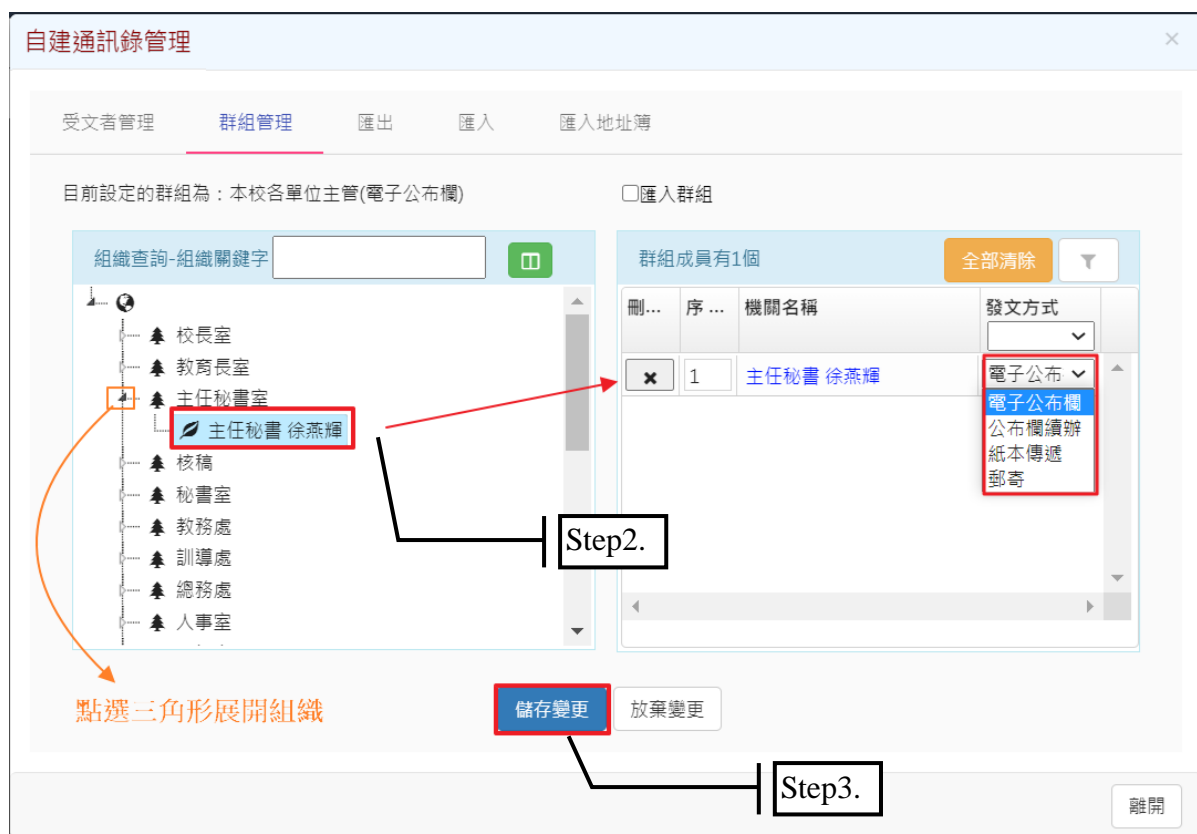 自建通訊錄管理
受文者管理 群組管理 匯出 匯入 匯入地址簿
目前設定的群組為：本校各單位主管(電子公布欄)
匯入群組
組織查詢-組織關鍵字
校長室
教育長室
主任秘書室
主任秘書 徐燕輝
核稿
秘書室
教務處
訓導處
總務處
人事室
群組成員有1個
全部清除
刪... 序 ... 機關名稱 發文方式
1 主任秘書 徐燕輝 電子公布
電子公布欄
公布欄續辦
紙本傳遞
郵寄
Step2.
點選三角形展開組織
儲存變更 放棄變更
Step3.
離開